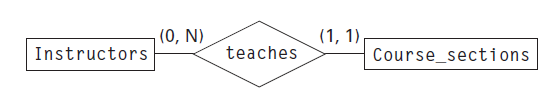 (0, N)
(1, 1)
Instructors
teaches
Course_sections